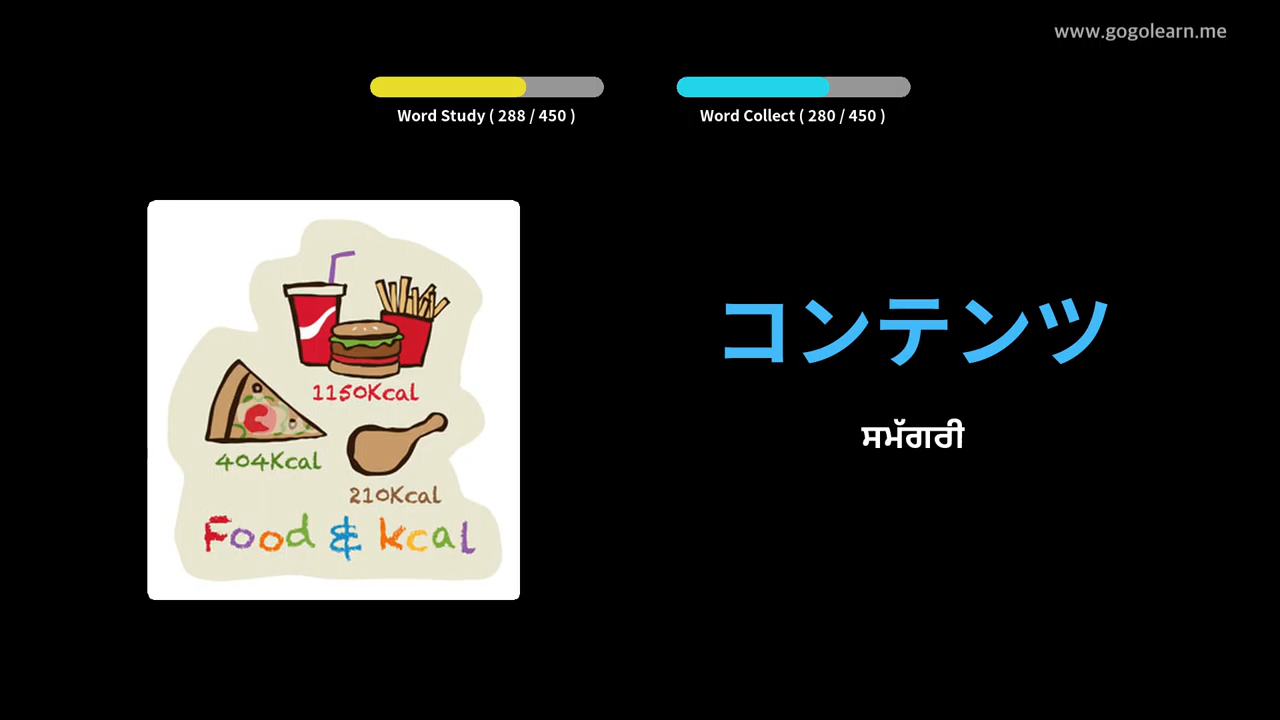 www.gogolearn.me
Word Study ( 288 / 450 )
Word Collect ( 280 / 450 )
1150Kcal
404Kcal
210Kcal
Food & kcal
コンテンツ
ਸਮੱਗਰੀ